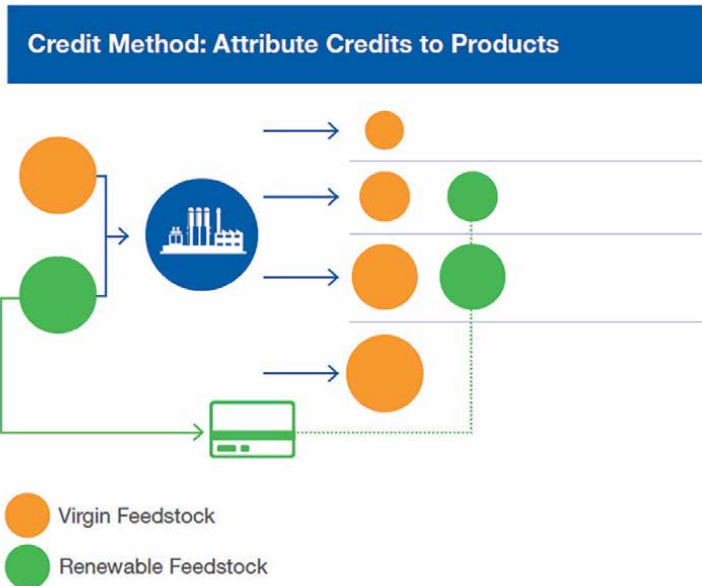 Credit Method: Attribute Credits to Products
Virgin Feedstock
Renewable Feedstock